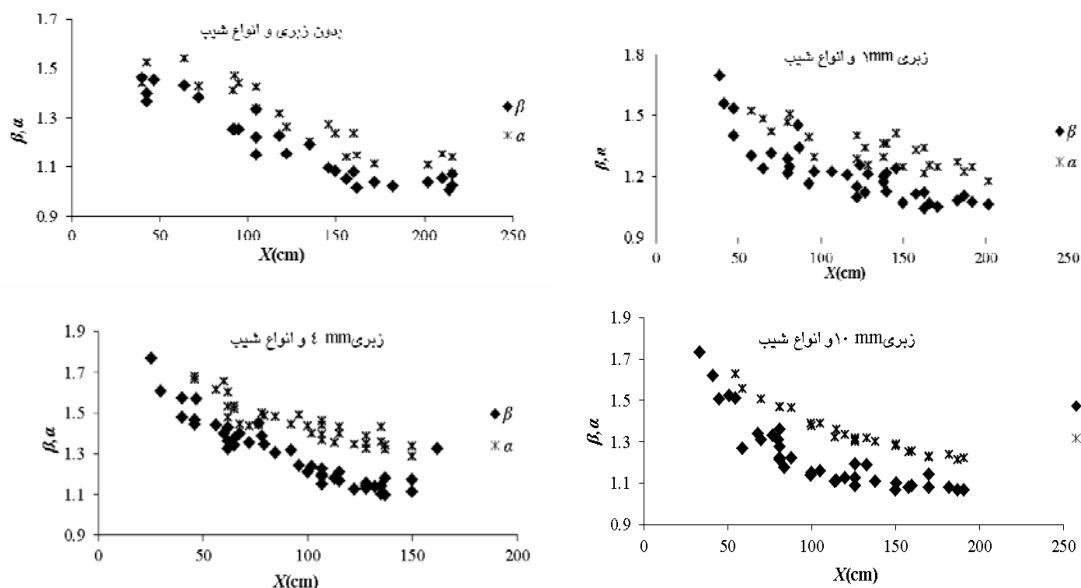 بدون زبری و انواع شیب
1.7
1.5
1.3
1.1
0.9
β, α
0 50 100 150 200 250
X(cm)
β
α
زبری ۱mm و انواع شیب
1.8
1.5
1.2
0.9
β, α
0 50 100 150 200 250
X(cm)
β
α
زبری ٤ mm و انواع شیب
1.9
1.7
1.5
1.3
1.1
0.9
β, α
0 50 100 150 200
X(cm)
β
α
زبری ۱۰ mm و انواع شیب
1.9
1.7
1.5
1.3
1.1
0.9
β, α
0 50 100 150 200 250
X(cm)
β
α